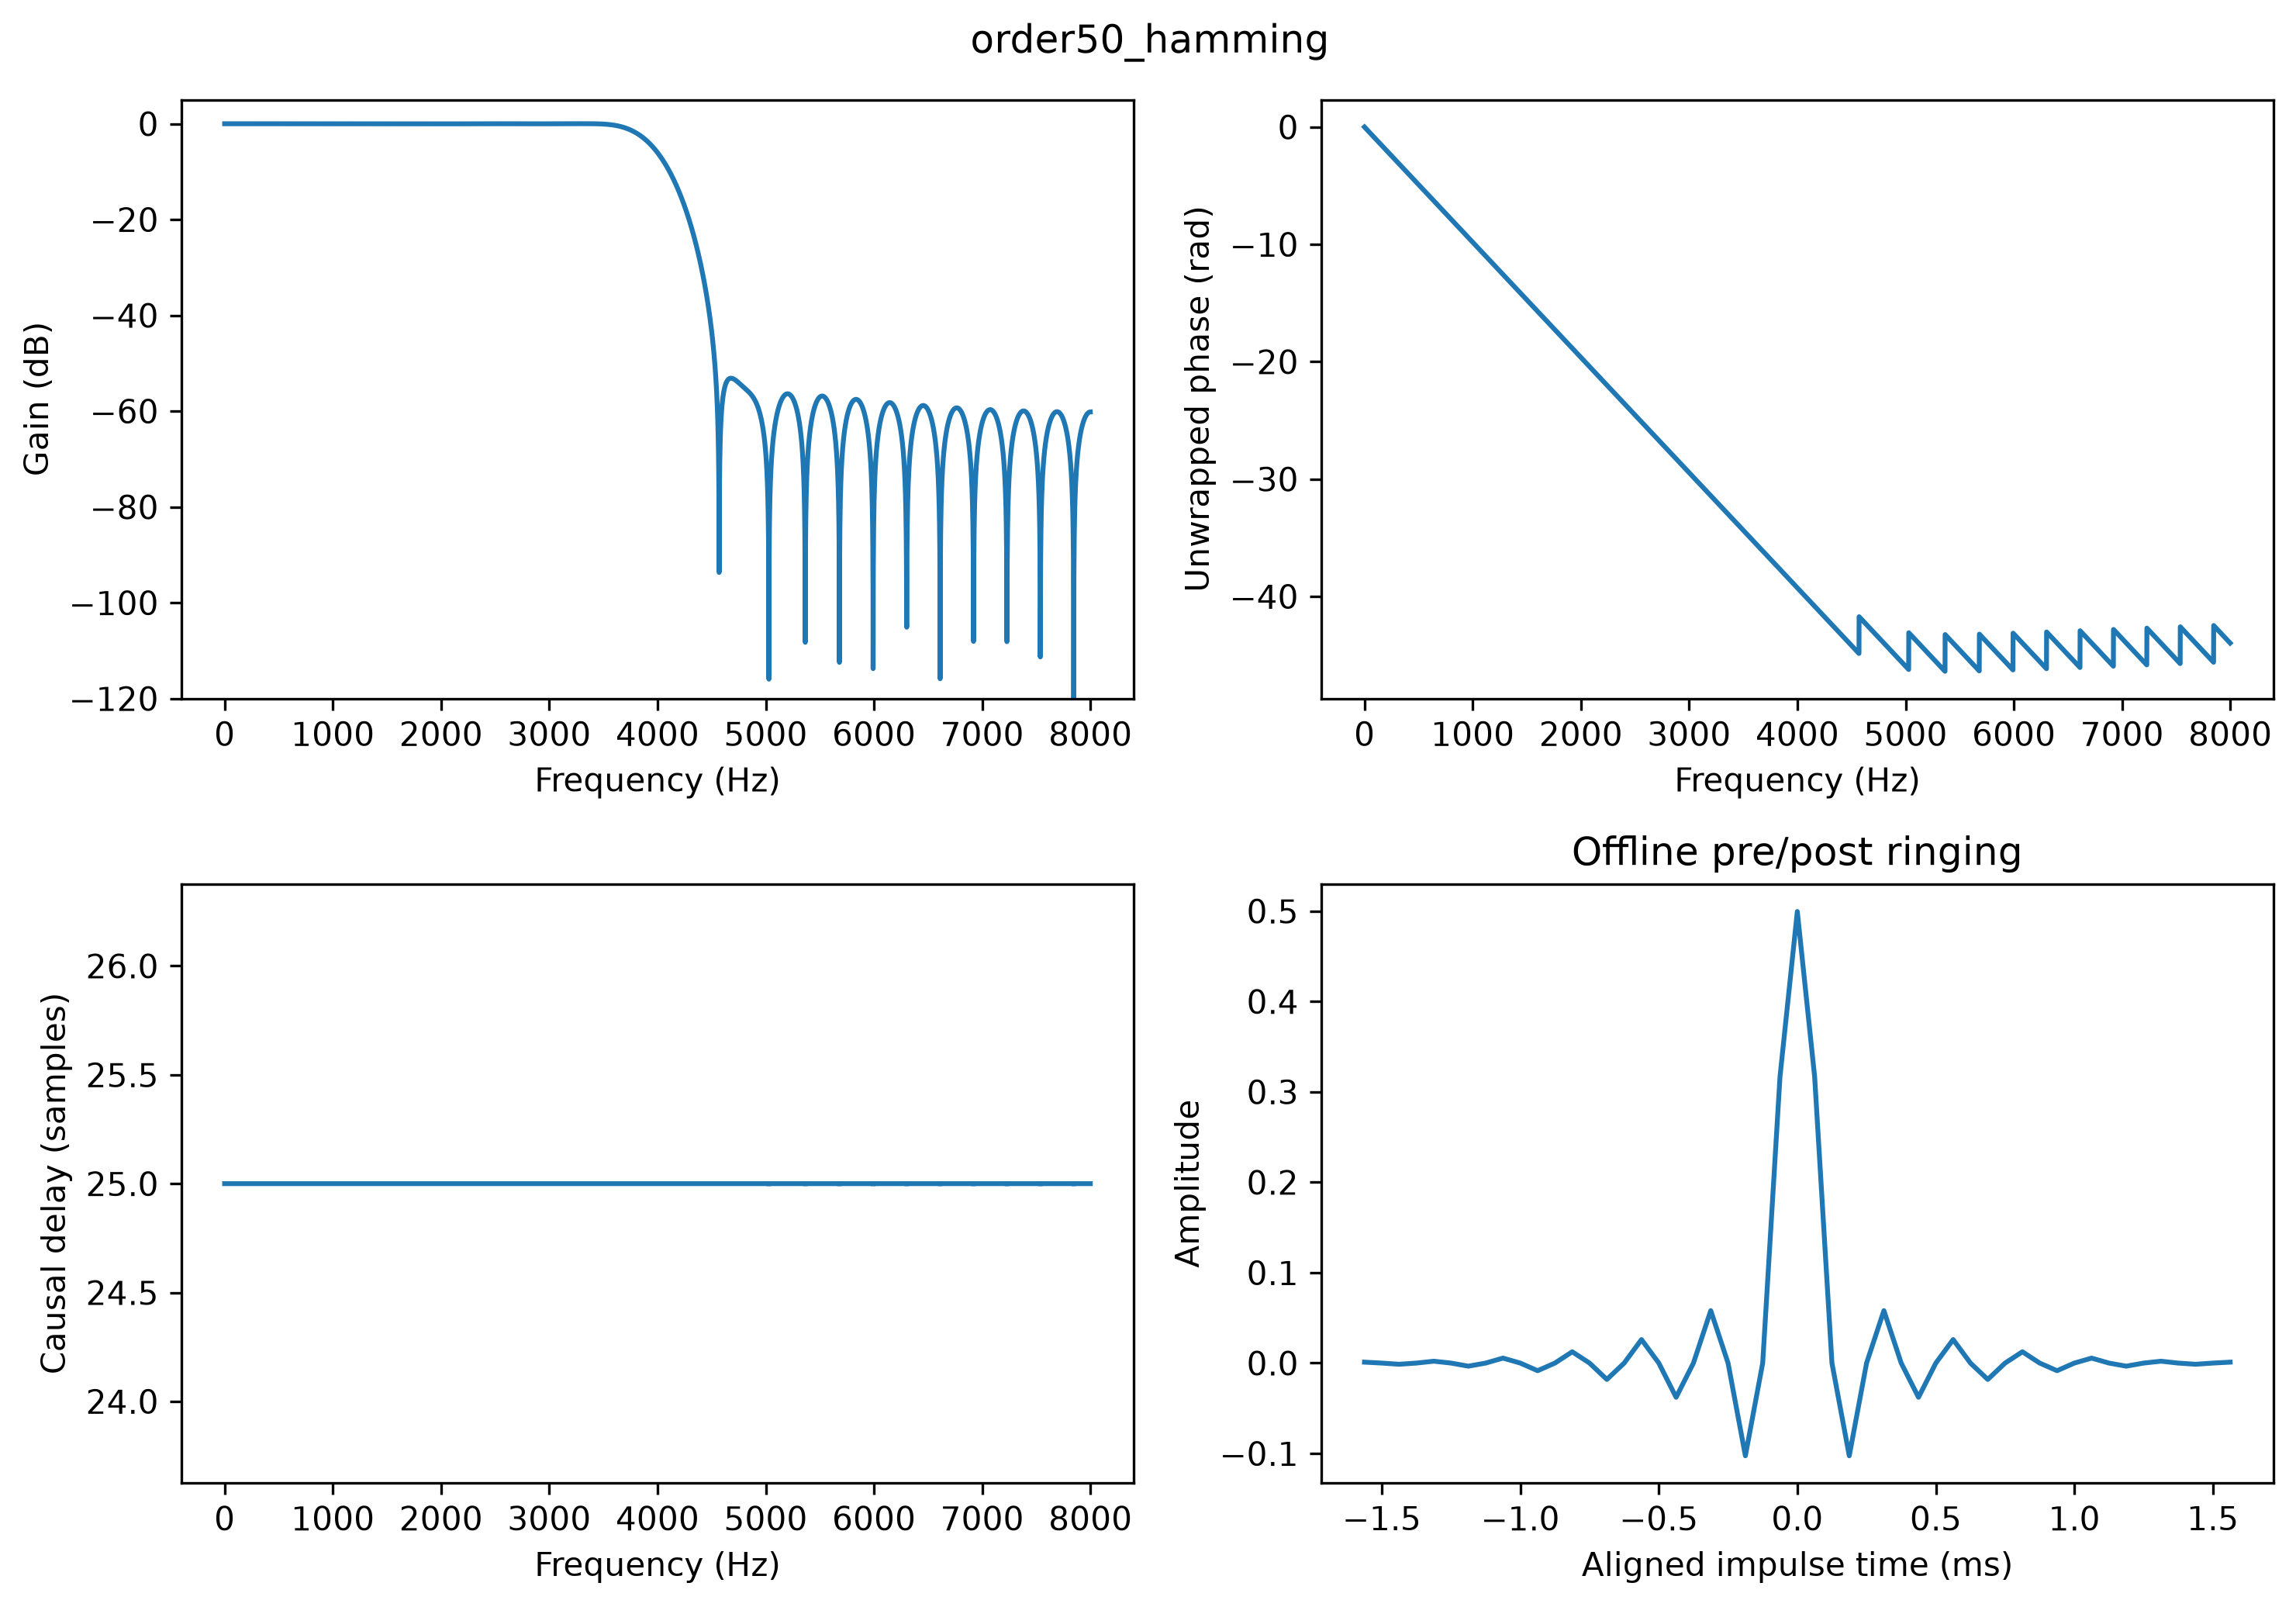 order50_hamming
Gain (dB)
0
−20
−40
−60
−80
−100
−120
0 1000 2000 3000 4000 5000 6000 7000 8000
Frequency (Hz)
Unwrapped phase (rad)
0
−10
−20
−30
−40
0 1000 2000 3000 4000 5000 6000 7000 8000
Frequency (Hz)
Causal delay (samples)
26.0
25.5
25.0
24.5
24.0
0 1000 2000 3000 4000 5000 6000 7000 8000
Frequency (Hz)
Offline pre/post ringing
Amplitude
0.5
0.4
0.3
0.2
0.1
0.0
−0.1
−1.5 −1.0 −0.5 0.0 0.5 1.0 1.5
Aligned impulse time (ms)